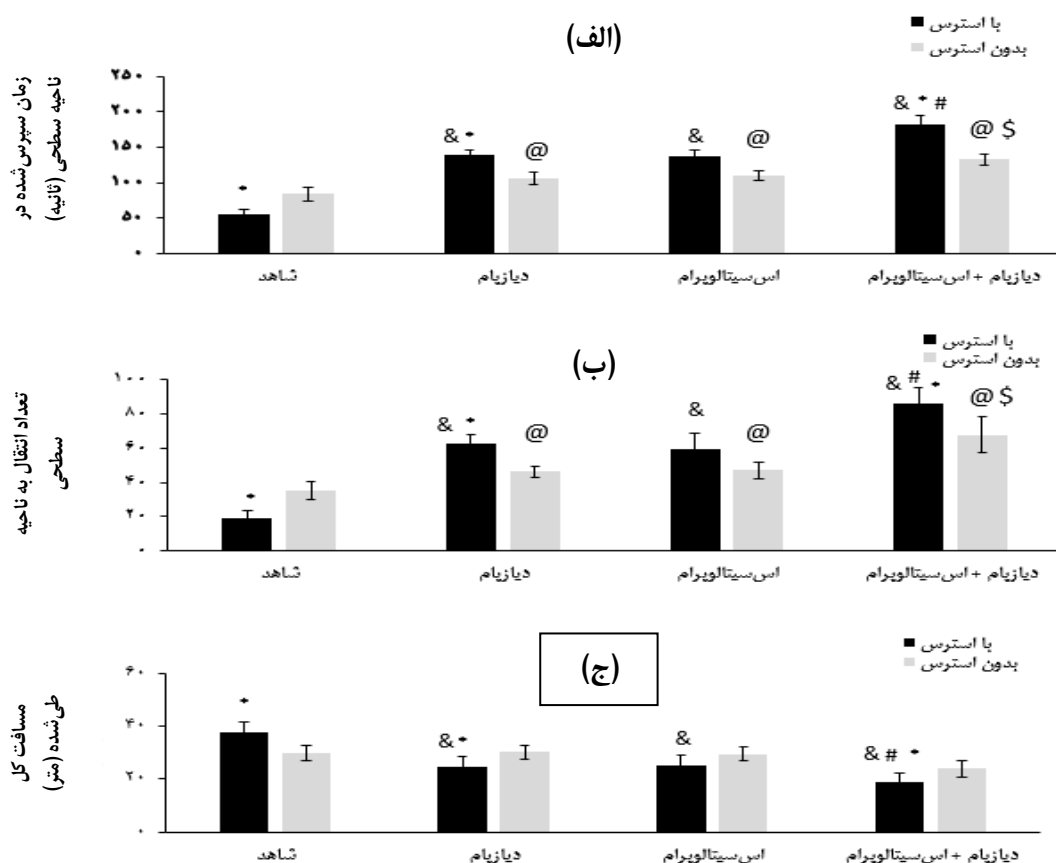 (الف)
با استرس
بدون استرس
زمان سپری‌شده در
ناحیه سطحی (ثانیه)
۲۵۰
۲۰۰
۱۵۰
۱۰۰
۵۰
۰
& * #
@ $
& *
@
&
@
*
شاهد
دیازپام
اس‌سیتالوپرام
دیازپام + اس‌سیتالوپرام
(ب)
با استرس
بدون استرس
تعداد انتقال به ناحیه
سطحی
۱۰۰
۸۰
۶۰
۴۰
۲۰
۰
& # *
@ $
& *
@
&
@
*
شاهد
دیازپام
اس‌سیتالوپرام
دیازپام + اس‌سیتالوپرام
(ج)
با استرس
بدون استرس
مسافت کل
طی‌شده (متر)
۶۰
۴۰
۲۰
۰
*
& *
&
& # *
شاهد
دیازپام
اس‌سیتالوپرام
دیازپام + اس‌سیتالوپرام